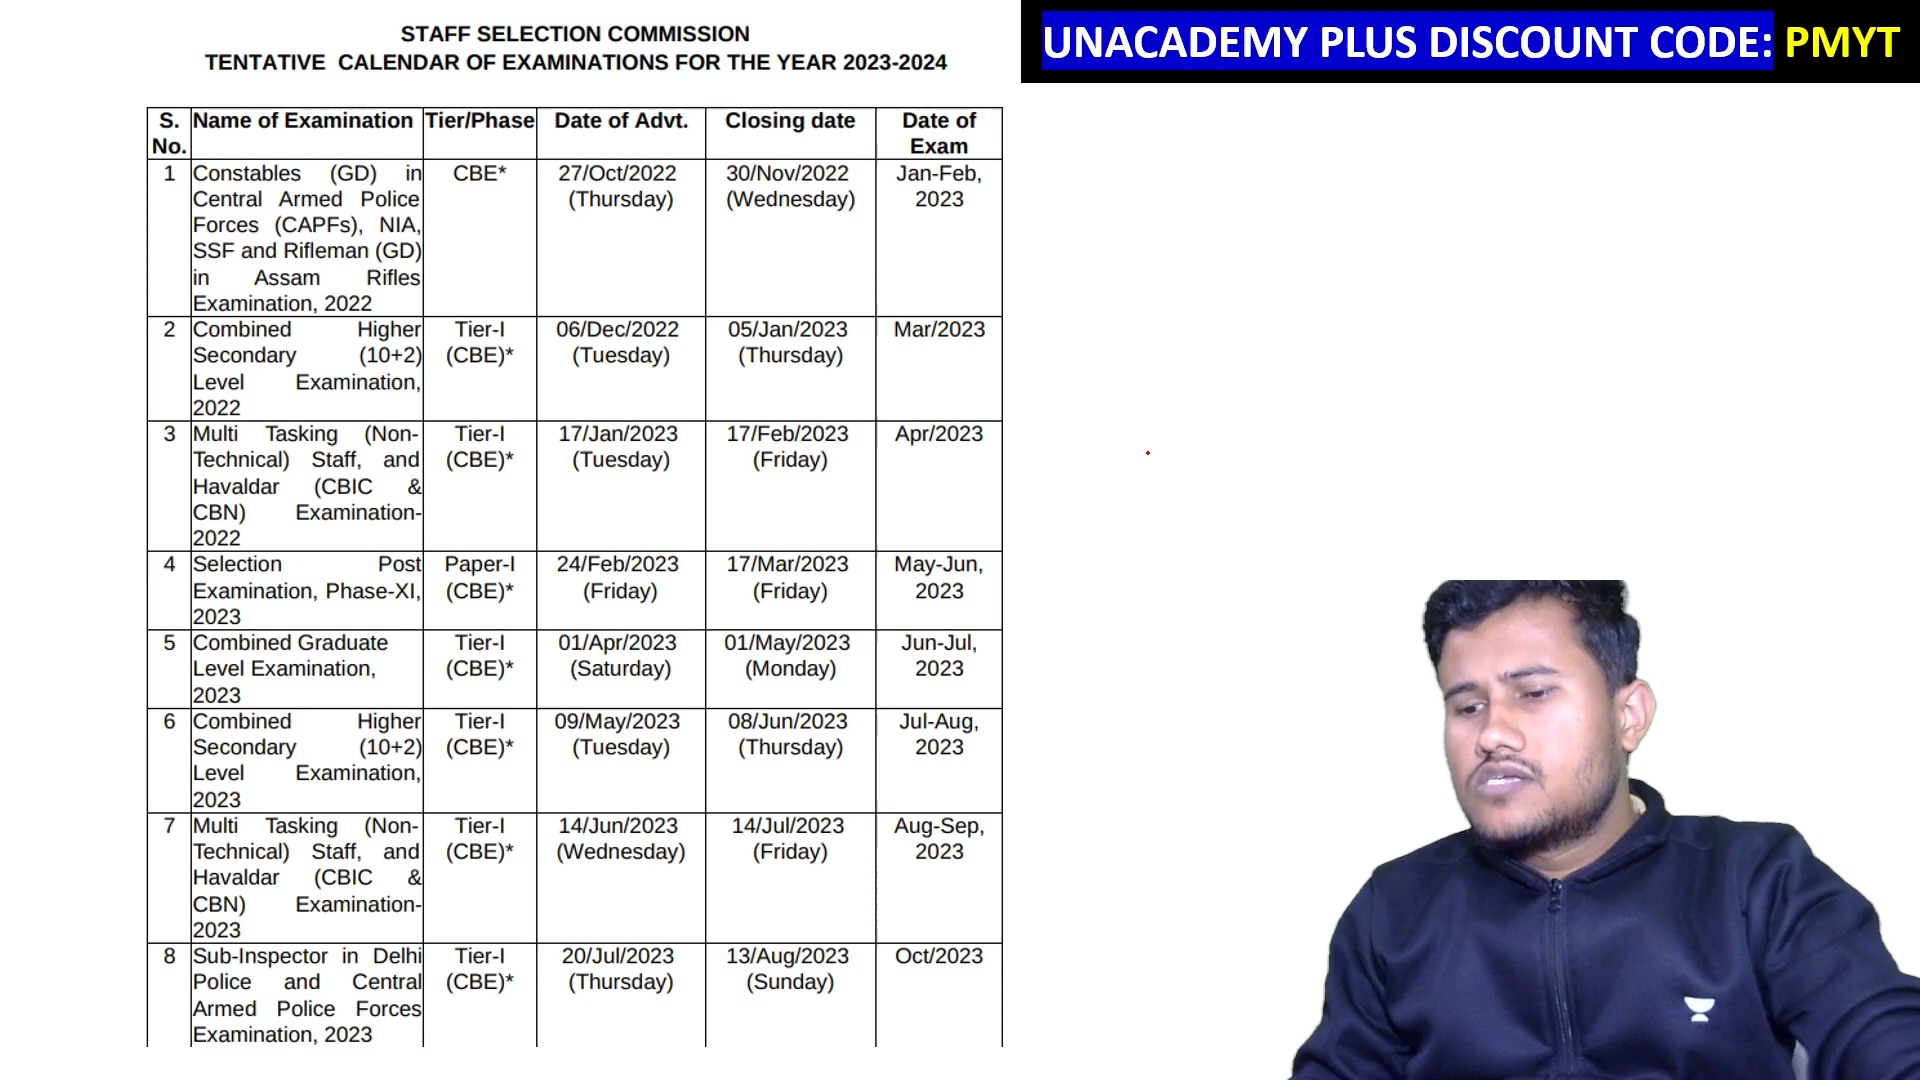 STAFF SELECTION COMMISSION
TENTATIVE CALENDAR OF EXAMINATIONS FOR THE YEAR 2023-2024
UNACADEMY PLUS DISCOUNT CODE: PMYT
S. No. Name of Examination Tier/Phase Date of Advt. Closing date Date of Exam
1 Constables (GD) in CBE* 27/Oct/2022 30/Nov/2022 Jan-Feb,
Central Armed Police (Thursday) (Wednesday) 2023
Forces (CAPFs), NIA,
SSF and Rifleman (GD)
in Assam Rifles
Examination, 2022
2 Combined Higher Tier-I 06/Dec/2022 05/Jan/2023 Mar/2023
Secondary (10+2) (CBE)* (Tuesday) (Thursday)
Level Examination,
2022
3 Multi Tasking (Non- Tier-I 17/Jan/2023 17/Feb/2023 Apr/2023
Technical) Staff, and (CBE)* (Tuesday) (Friday)
Havaldar (CBIC &
CBN) Examination-
2022
4 Selection Post Paper-I 24/Feb/2023 17/Mar/2023 May-Jun,
Examination, Phase-XI, (CBE)* (Friday) (Friday) 2023
2023
5 Combined Graduate Tier-I 01/Apr/2023 01/May/2023 Jun-Jul,
Level Examination, (CBE)* (Saturday) (Monday) 2023
2023
6 Combined Higher Tier-I 09/May/2023 08/Jun/2023 Jul-Aug,
Secondary (10+2) (CBE)* (Tuesday) (Thursday) 2023
Level Examination,
2023
7 Multi Tasking (Non- Tier-I 14/Jun/2023 14/Jul/2023 Aug-Sep,
Technical) Staff, and (CBE)* (Wednesday) (Friday) 2023
Havaldar (CBIC &
CBN) Examination-
2023
8 Sub-Inspector in Delhi Tier-I 20/Jul/2023 13/Aug/2023 Oct/2023
Police and Central (CBE)* (Thursday) (Sunday)
Armed Police Forces
Examination, 2023